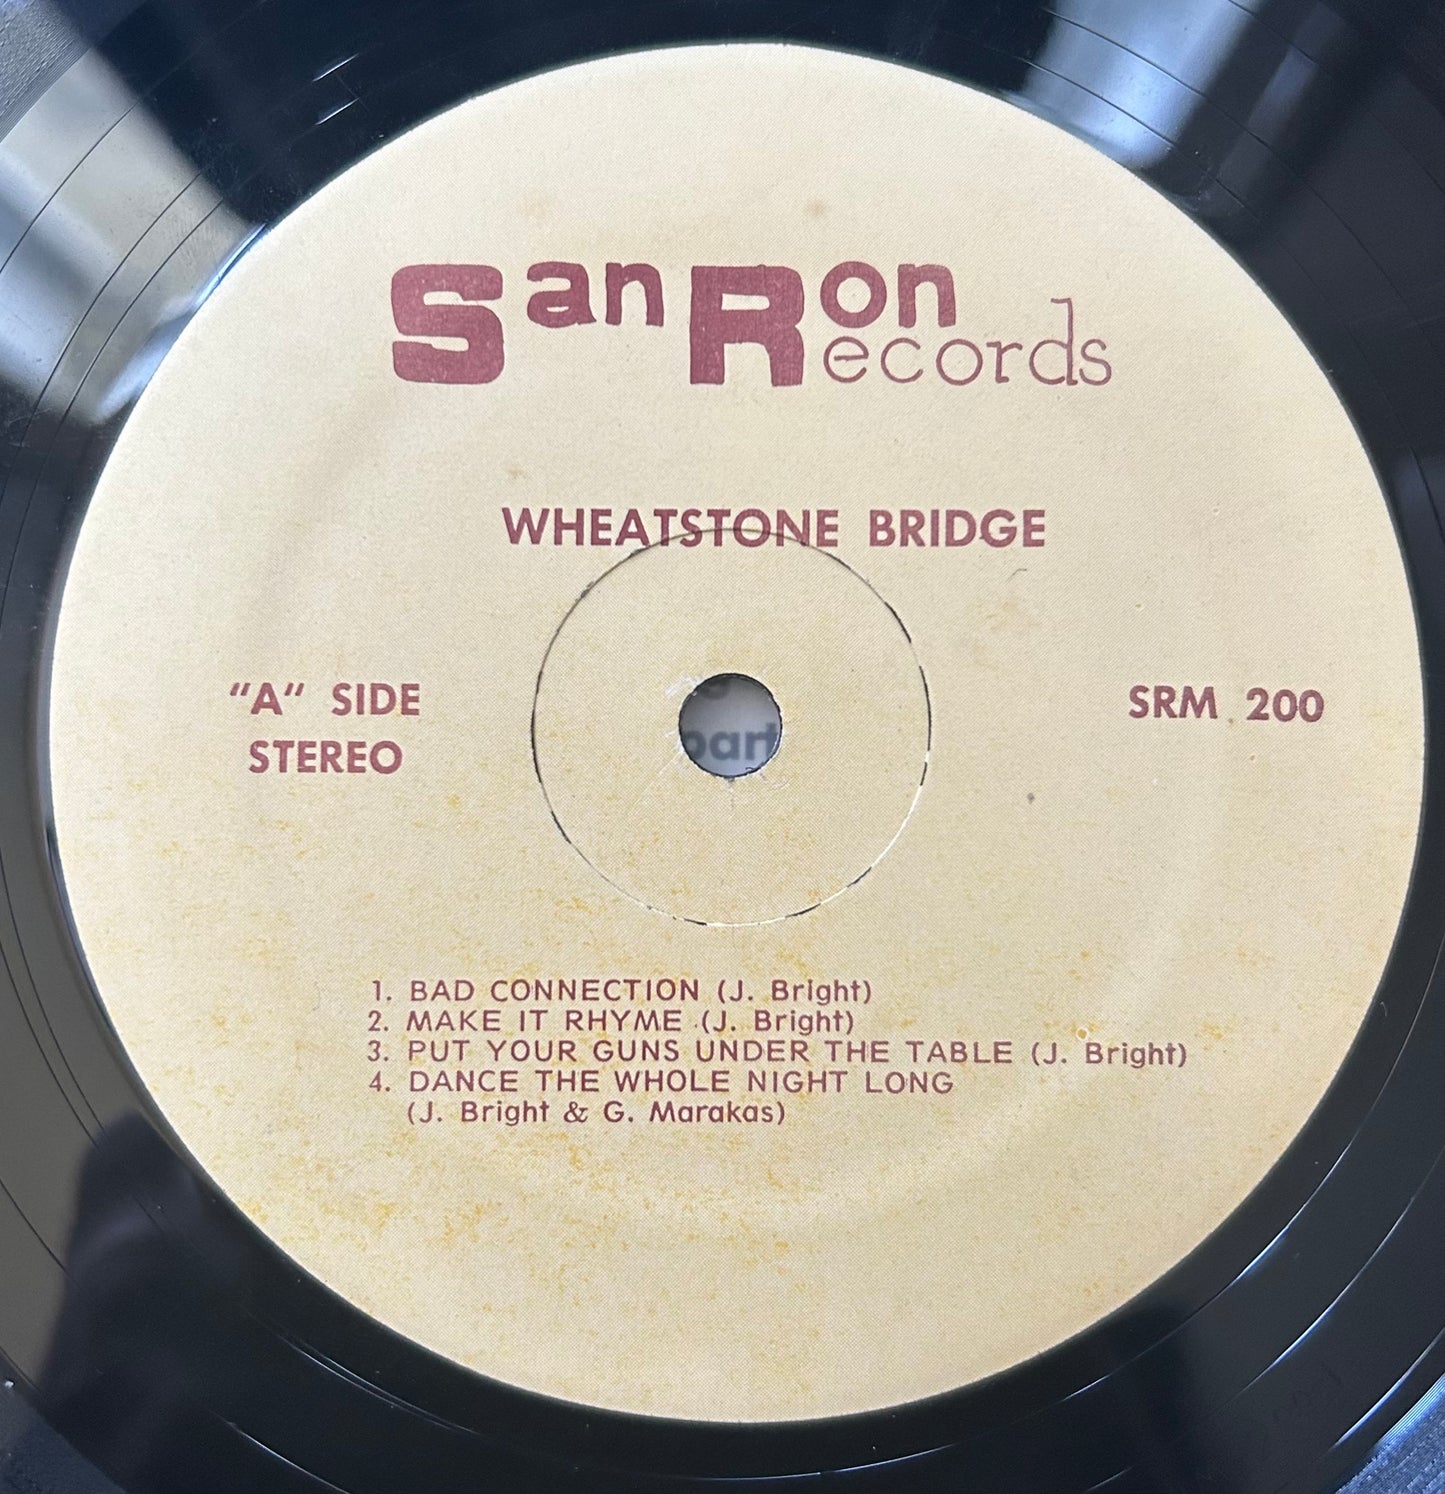 San Ron
Records
WHEATSTONE BRIDGE
"A" SIDE
STEREO
SRM 200
part
1. BAD CONNECTION (J. Bright)
2. MAKE IT RHYME (J. Bright)
3. PUT YOUR GUNS UNDER THE TABLE (J. Bright)
4. DANCE THE WHOLE NIGHT LONG
(J. Bright & G. Marakas)